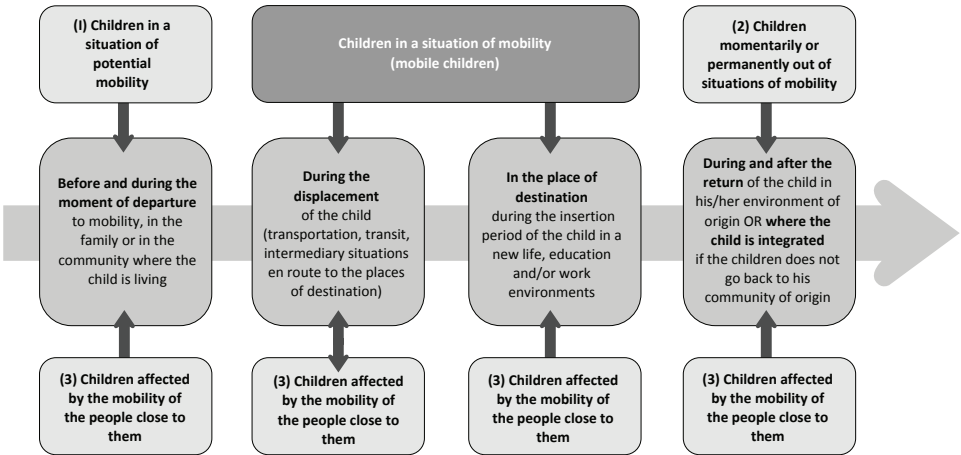 (I) Children in a
situation of
potential
mobility
Children in a situation of mobility
(mobile children)
(2) Children
momentarily or
permanently out of
situations of mobility
Before and during the
moment of departure
to mobility, in the
family or in the
community where the
child is living
During the
displacement
of the child
(transportation, transit,
intermediary situations
en route to the places
of destination)
In the place of
destination
during the insertion
period of the child in a
new life, education
and/or work
environments
During and after the
return of the child in
his/her environment of
origin OR where the
child is integrated
if the children does not
go back to his
community of origin
(3) Children affected
by the mobility of
the people close to
them
(3) Children affected
by the mobility of
the people close to
them
(3) Children affected
by the mobility of
the people close to
them
(3) Children affected
by the mobility of
the people close to
them